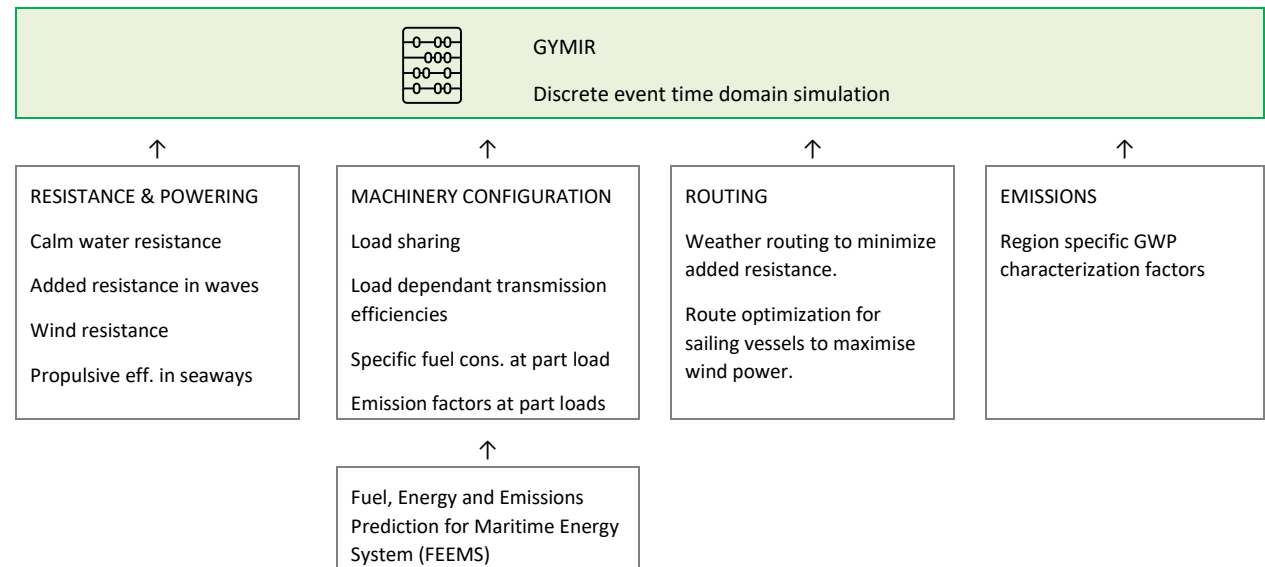 GYMIR
Discrete event time domain simulation
↑
↑
↑
↑
RESISTANCE & POWERING
Calm water resistance
Added resistance in waves
Wind resistance
Propulsive eff. in seaways
MACHINERY CONFIGURATION
Load sharing
Load dependant transmission
efficiencies
Specific fuel cons. at part load
Emission factors at part loads
ROUTING
Weather routing to minimize
added resistance.
Route optimization for
sailing vessels to maximise
wind power.
EMISSIONS
Region specific GWP
characterization factors
↑
Fuel, Energy and Emissions
Prediction for Maritime Energy
System (FEEMS)